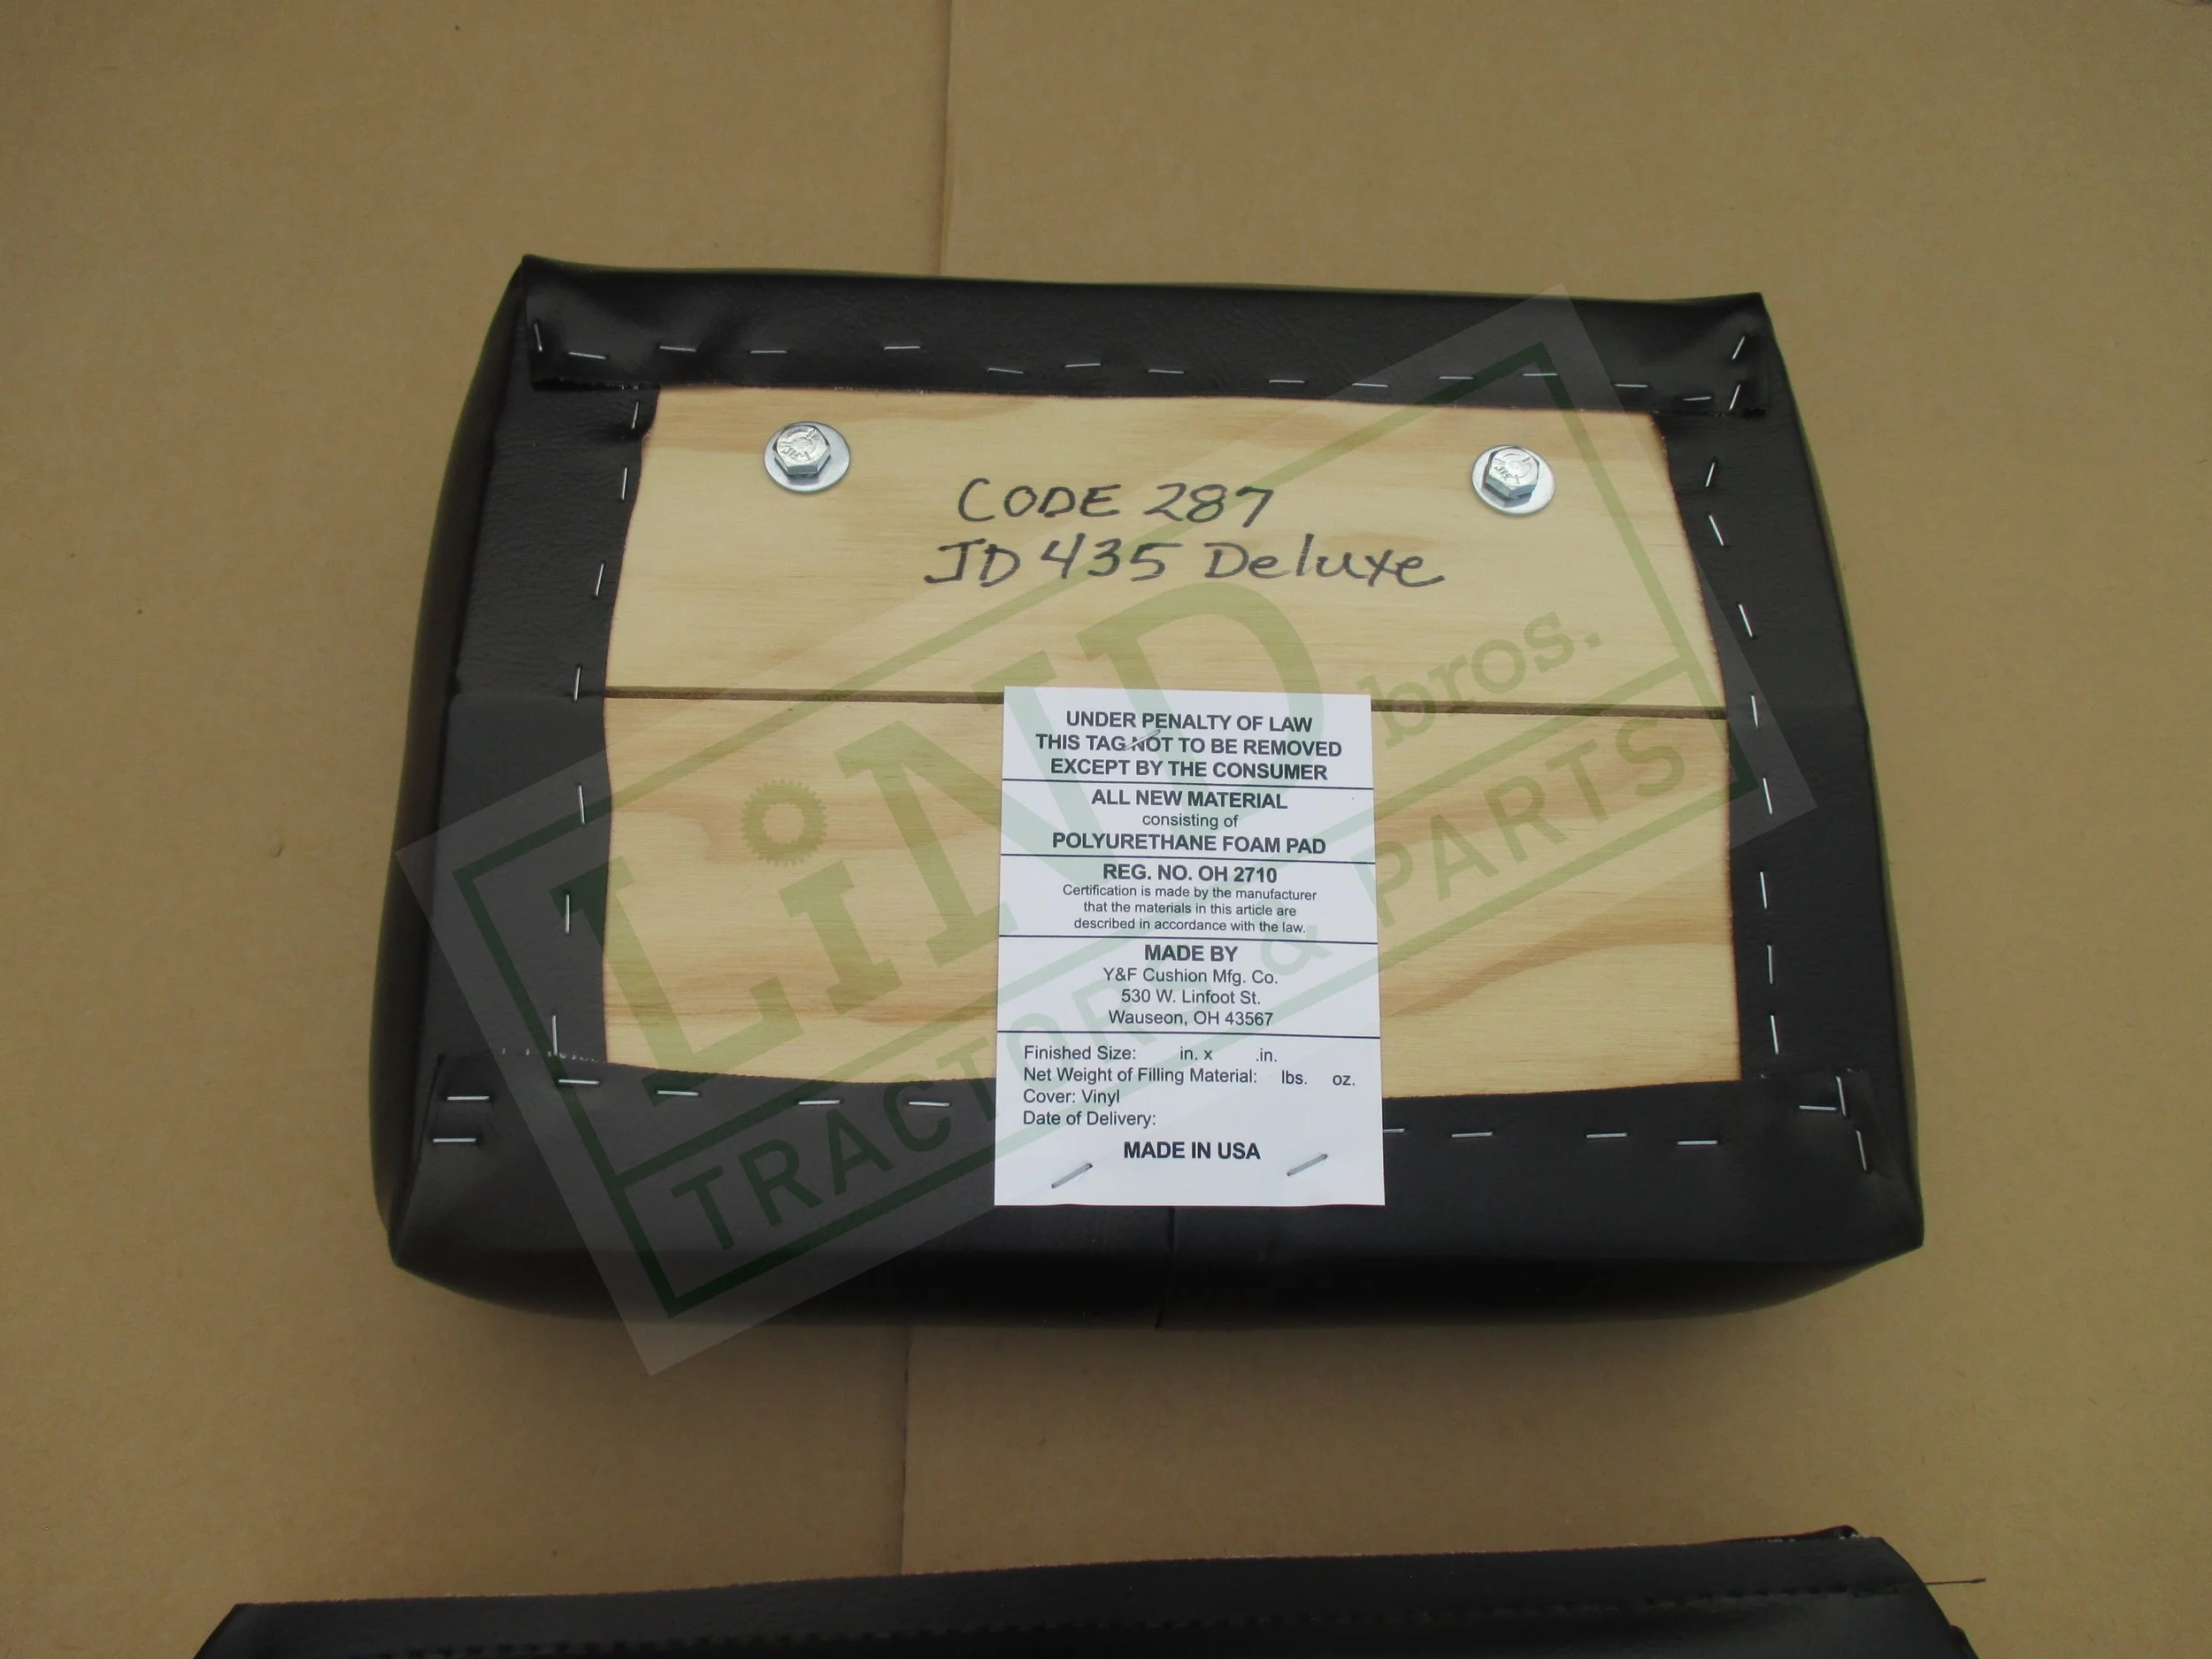 CODE 287
JD 435 Deluxe
UNDER PENALTY OF LAW
THIS TAG NOT TO BE REMOVED
EXCEPT BY THE CONSUMER
ALL NEW MATERIAL
consisting of
POLYURETHANE FOAM PAD
REG. NO. OH 2710
Certification is made by the manufacturer
that the materials in this article are
described in accordance with the law.
MADE BY
Y&F Cushion Mfg. Co.
530 W. Linfoot St.
Wauseon, OH 43567
Finished Size: in. x .in.
Net Weight of Filling Material: lbs. oz.
Cover: Vinyl
Date of Delivery:
MADE IN USA
LiND bros.
TRACTOR & PARTS